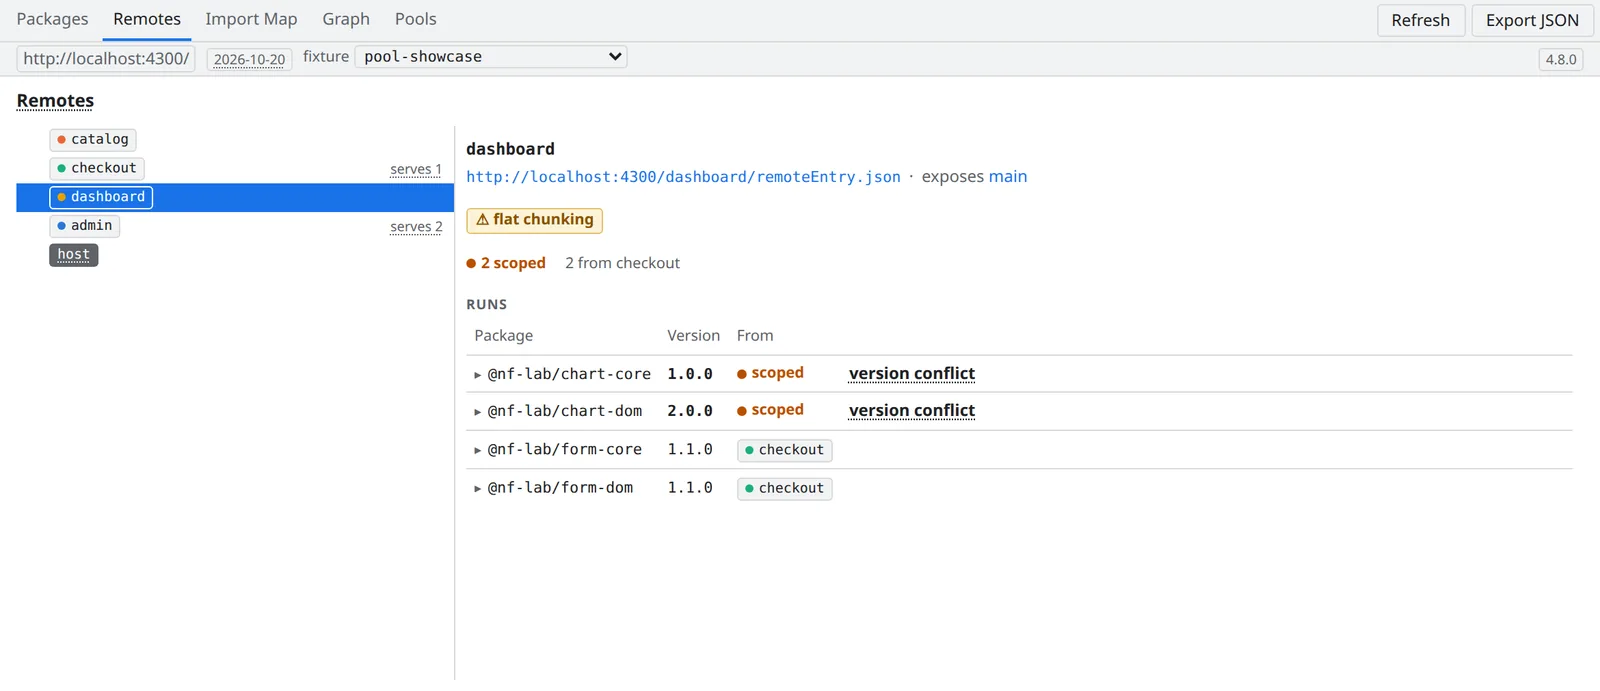 Packages Remotes Import Map Graph Pools Refresh Export JSON
http://localhost:4300/ 2026-10-20 fixture pool-showcase 4.8.0
Remotes
catalog
checkout serves 1
dashboard
admin serves 2
host
dashboard
http://localhost:4300/dashboard/remoteEntry.json · exposes main
⚠ flat chunking
2 scoped 2 from checkout
RUNS
Package Version From
▸ @nf-lab/chart-core 1.0.0 scoped version conflict
▸ @nf-lab/chart-dom 2.0.0 scoped version conflict
▸ @nf-lab/form-core 1.1.0 checkout
▸ @nf-lab/form-dom 1.1.0 checkout